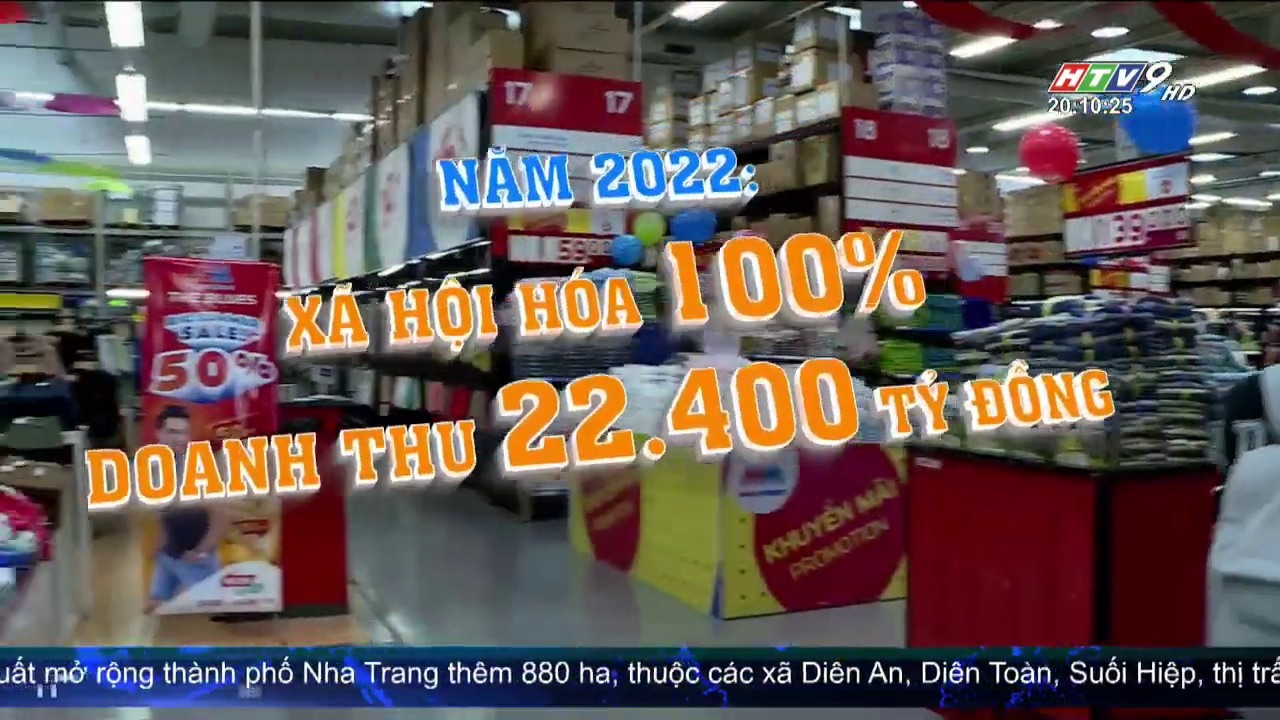 HTV9 HD
20:10:25
17 17
18 18
NĂM 2022:
XÃ HỘI HÓA 100%
DOANH THU 22.400 TỶ ĐỒNG
THE BLUES
SALE
50%
KHUYẾN MÃI
PROMOTION
uất mở rộng thành phố Nha Trang thêm 880 ha, thuộc các xã Diên An, Diên Toàn, Suối Hiệp, thị trấ